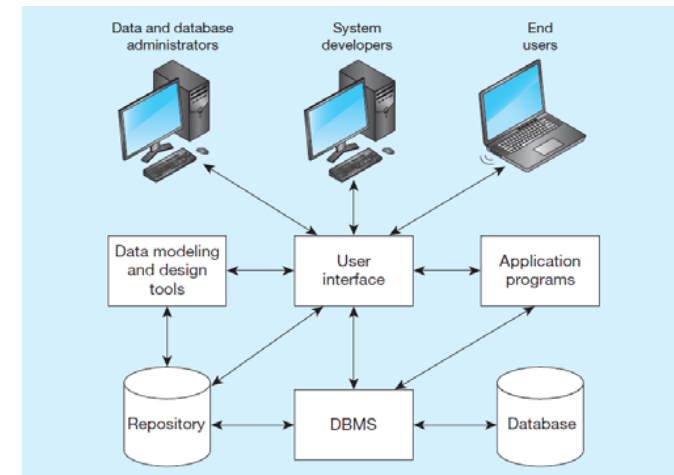 Data and database
administrators
System
developers
End
users
Data modeling
and design
tools
User
interface
Application
programs
Repository
DBMS
Database